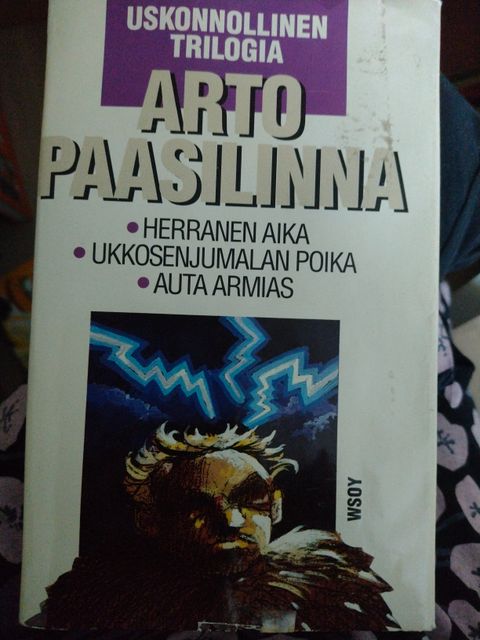 USKONNOLLINEN
TRILOGIA
ARTO
PAASILINNA
• HERRANEN AIKA
• UKKOSENJUMALAN POIKA
• AUTA ARMIAS
WSOY